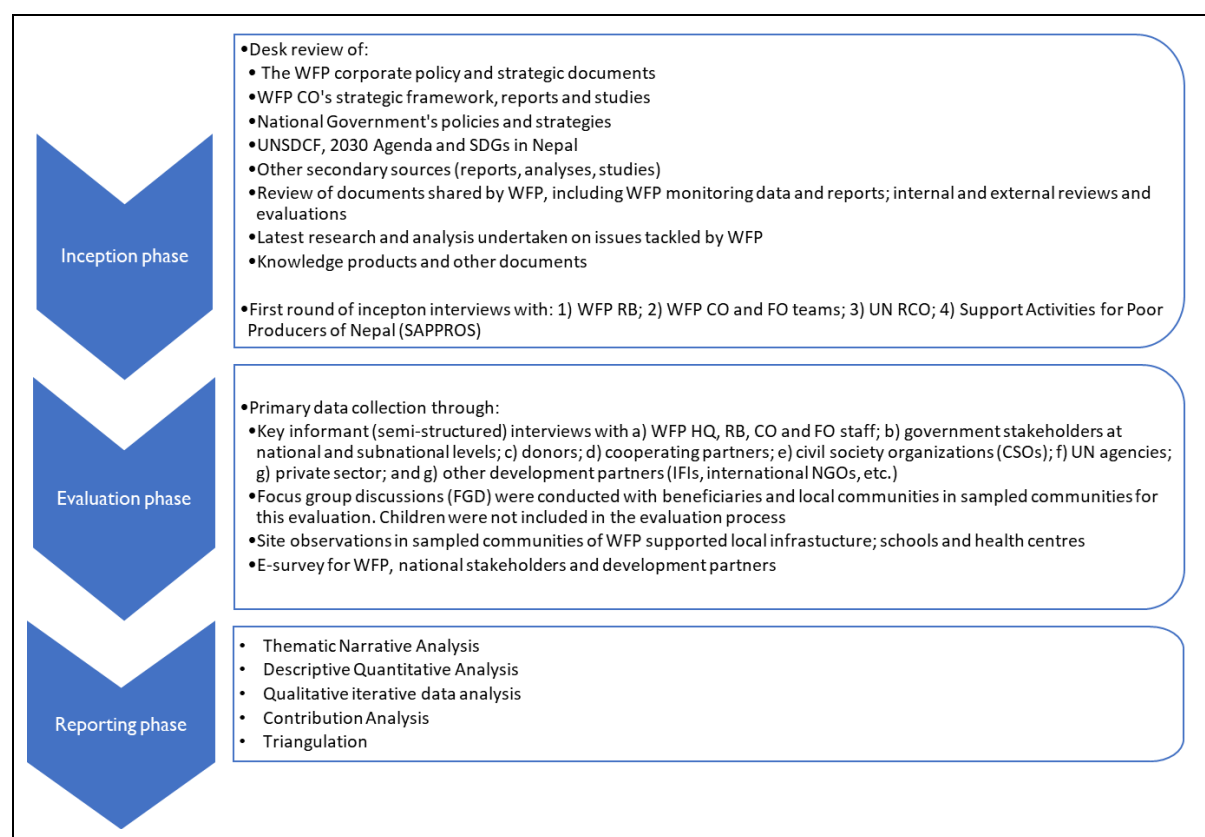 Inception phase
•Desk review of:
• The WFP corporate policy and strategic documents
•WFP CO's strategic framework, reports and studies
•National Government's policies and strategies
•UNSDCF, 2030 Agenda and SDGs in Nepal
•Other secondary sources (reports, analyses, studies)
•Review of documents shared by WFP, including WFP monitoring data and reports; internal and external reviews and
evaluations
•Latest research and analysis undertaken on issues tackled by WFP
•Knowledge products and other documents
•First round of incepton interviews with: 1) WFP RB; 2) WFP CO and FO teams; 3) UN RCO; 4) Support Activities for Poor
Producers of Nepal (SAPPROS)
Evaluation phase
•Primary data collection through:
•Key informant (semi-structured) interviews with a) WFP HQ, RB, CO and FO staff; b) government stakeholders at
national and subnational levels; c) donors; d) cooperating partners; e) civil society organizations (CSOs); f) UN agencies;
g) private sector; and g) other development partners (IFIs, international NGOs, etc.)
•Focus group discussions (FGD) were conducted with beneficiaries and local communities in sampled communities for
this evaluation. Children were not included in the evaluation process
•Site observations in sampled communities of WFP supported local infrastucture; schools and health centres
•E-survey for WFP, national stakeholders and development partners
Reporting phase
• Thematic Narrative Analysis
• Descriptive Quantitative Analysis
• Qualitative iterative data analysis
• Contribution Analysis
• Triangulation